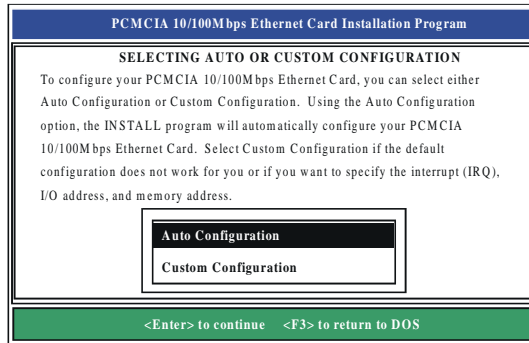 PCMCIA 10/100Mbps Ethernet Card Installation Program
SELECTING AUTO OR CUSTOM CONFIGURATION
To configure your PCMCIA 10/100Mbps Ethernet Card, you can select either
Auto Configuration or Custom Configuration. Using the Auto Configuration
option, the INSTALL program will automatically configure your PCMCIA
10/100Mbps Ethernet Card. Select Custom Configuration if the default
configuration does not work for you or if you want to specify the interrupt (IRQ),
I/O address, and memory address.
Auto Configuration
Custom Configuration
<Enter> to continue <F3> to return to DOS